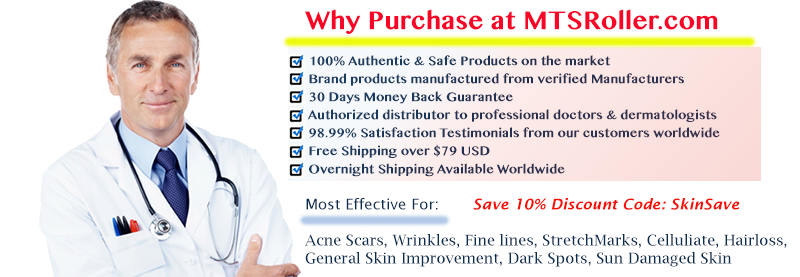 Why Purchase at MTSRoller.com
100% Authentic & Safe Products on the market
Brand products manufactured from verified Manufacturers
30 Days Money Back Guarantee
Authorized distributor to professional doctors & dermatologists
98.99% Satisfaction Testimonials from our customers worldwide
Free Shipping over $79 USD
Overnight Shipping Available Worldwide
Most Effective For: Save 10% Discount Code: SkinSave
Acne Scars, Wrinkles, Fine lines, StretchMarks, Celluliate, Hairloss,
General Skin Improvement, Dark Spots, Sun Damaged Skin